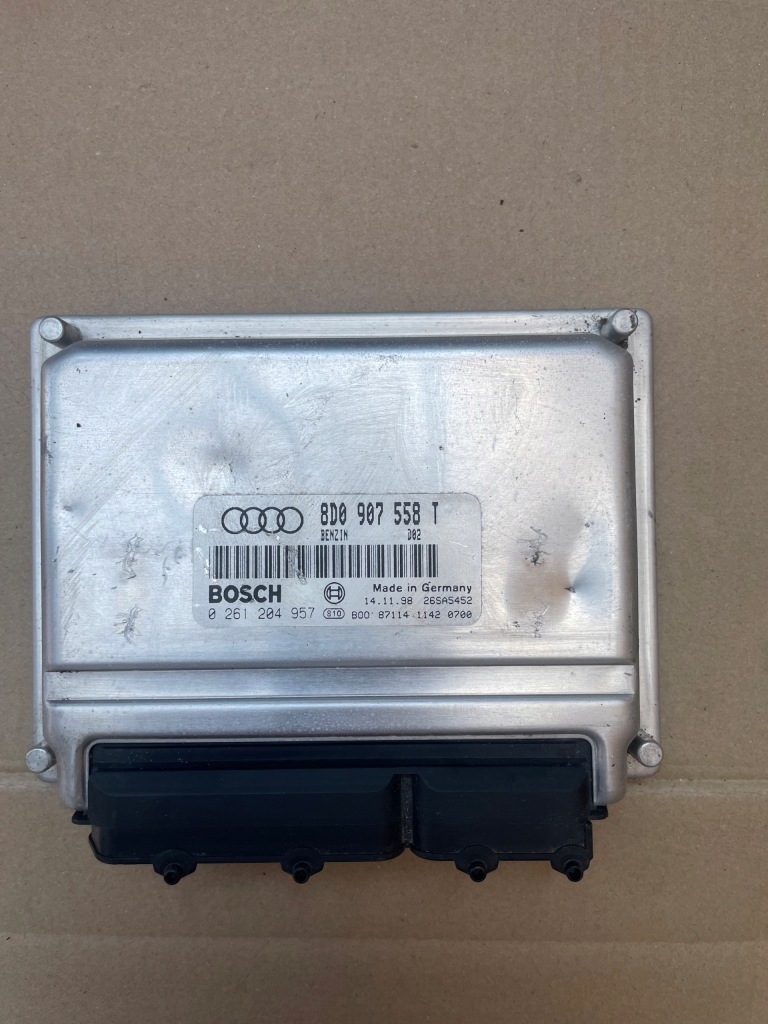 8D0 907 558 T
BENZIN D02
BOSCH Made in Germany
14.11.98 26SA5452
0 261 204 957 S10 B00 87114 1142 0700